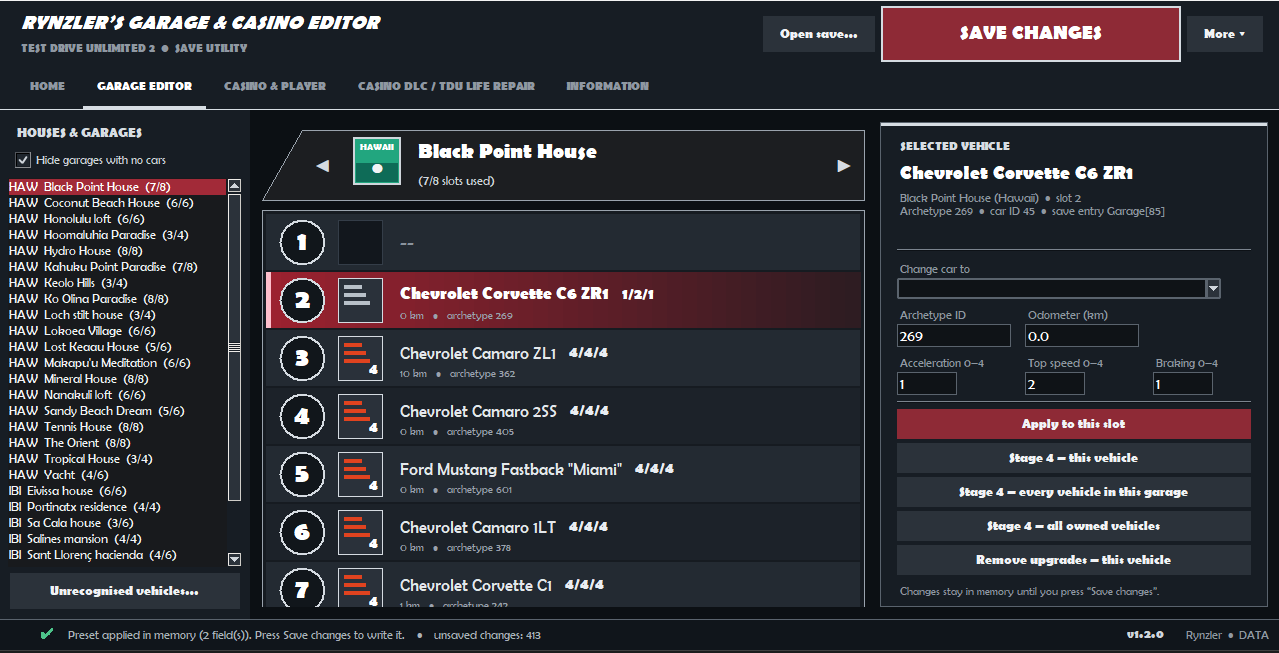 RYNZLER'S GARAGE & CASINO EDITOR
TEST DRIVE UNLIMITED 2 ● SAVE UTILITY
Open save...
SAVE CHANGES
More ▾
HOME
GARAGE EDITOR
CASINO & PLAYER
CASINO DLC / TDU LIFE REPAIR
INFORMATION
HOUSES & GARAGES
Hide garages with no cars
HAW Black Point House (7/8)
HAW Coconut Beach House (6/6)
HAW Honolulu loft (6/6)
HAW Hoomaluhia Paradise (3/4)
HAW Hydro House (8/8)
HAW Kahuku Point Paradise (7/8)
HAW Keolo Hills (3/4)
HAW Ko Olina Paradise (8/8)
HAW Loch stilt house (3/4)
HAW Lokoea Village (6/6)
HAW Lost Keaau House (5/6)
HAW Makapu'u Meditation (6/6)
HAW Mineral House (8/8)
HAW Nanakuli loft (6/6)
HAW Sandy Beach Dream (5/6)
HAW Tennis House (8/8)
HAW The Orient (8/8)
HAW Tropical House (3/4)
HAW Yacht (4/6)
IBI Eivissa house (6/6)
IBI Portinatx residence (4/4)
IBI Sa Cala house (3/6)
IBI Salines mansion (4/4)
IBI Sant Llorenç hacienda (4/6)
Unrecognised vehicles...
HAWAII
Black Point House
(7/8 slots used)
1
--
2
Chevrolet Corvette C6 ZR1 1/2/1
0 km ● archetype 269
3
4
Chevrolet Camaro ZL1 4/4/4
10 km ● archetype 362
4
4
Chevrolet Camaro 2SS 4/4/4
0 km ● archetype 405
5
4
Ford Mustang Fastback "Miami" 4/4/4
0 km ● archetype 601
6
4
Chevrolet Camaro 1LT 4/4/4
0 km ● archetype 378
7
4
Chevrolet Corvette C1 4/4/4
1 km ● archetype 242
SELECTED VEHICLE
Chevrolet Corvette C6 ZR1
Black Point House (Hawaii) ● slot 2
Archetype 269 ● car ID 45 ● save entry Garage[85]
Change car to
Archetype ID
Odometer (km)
269
0.0
Acceleration 0–4
Top speed 0–4
Braking 0–4
1
2
1
Apply to this slot
Stage 4 – this vehicle
Stage 4 – every vehicle in this garage
Stage 4 – all owned vehicles
Remove upgrades – this vehicle
Changes stay in memory until you press "Save changes".
Preset applied in memory (2 field(s)). Press Save changes to write it. ● unsaved changes: 413
v1.2.0
Rynzler ● DATA